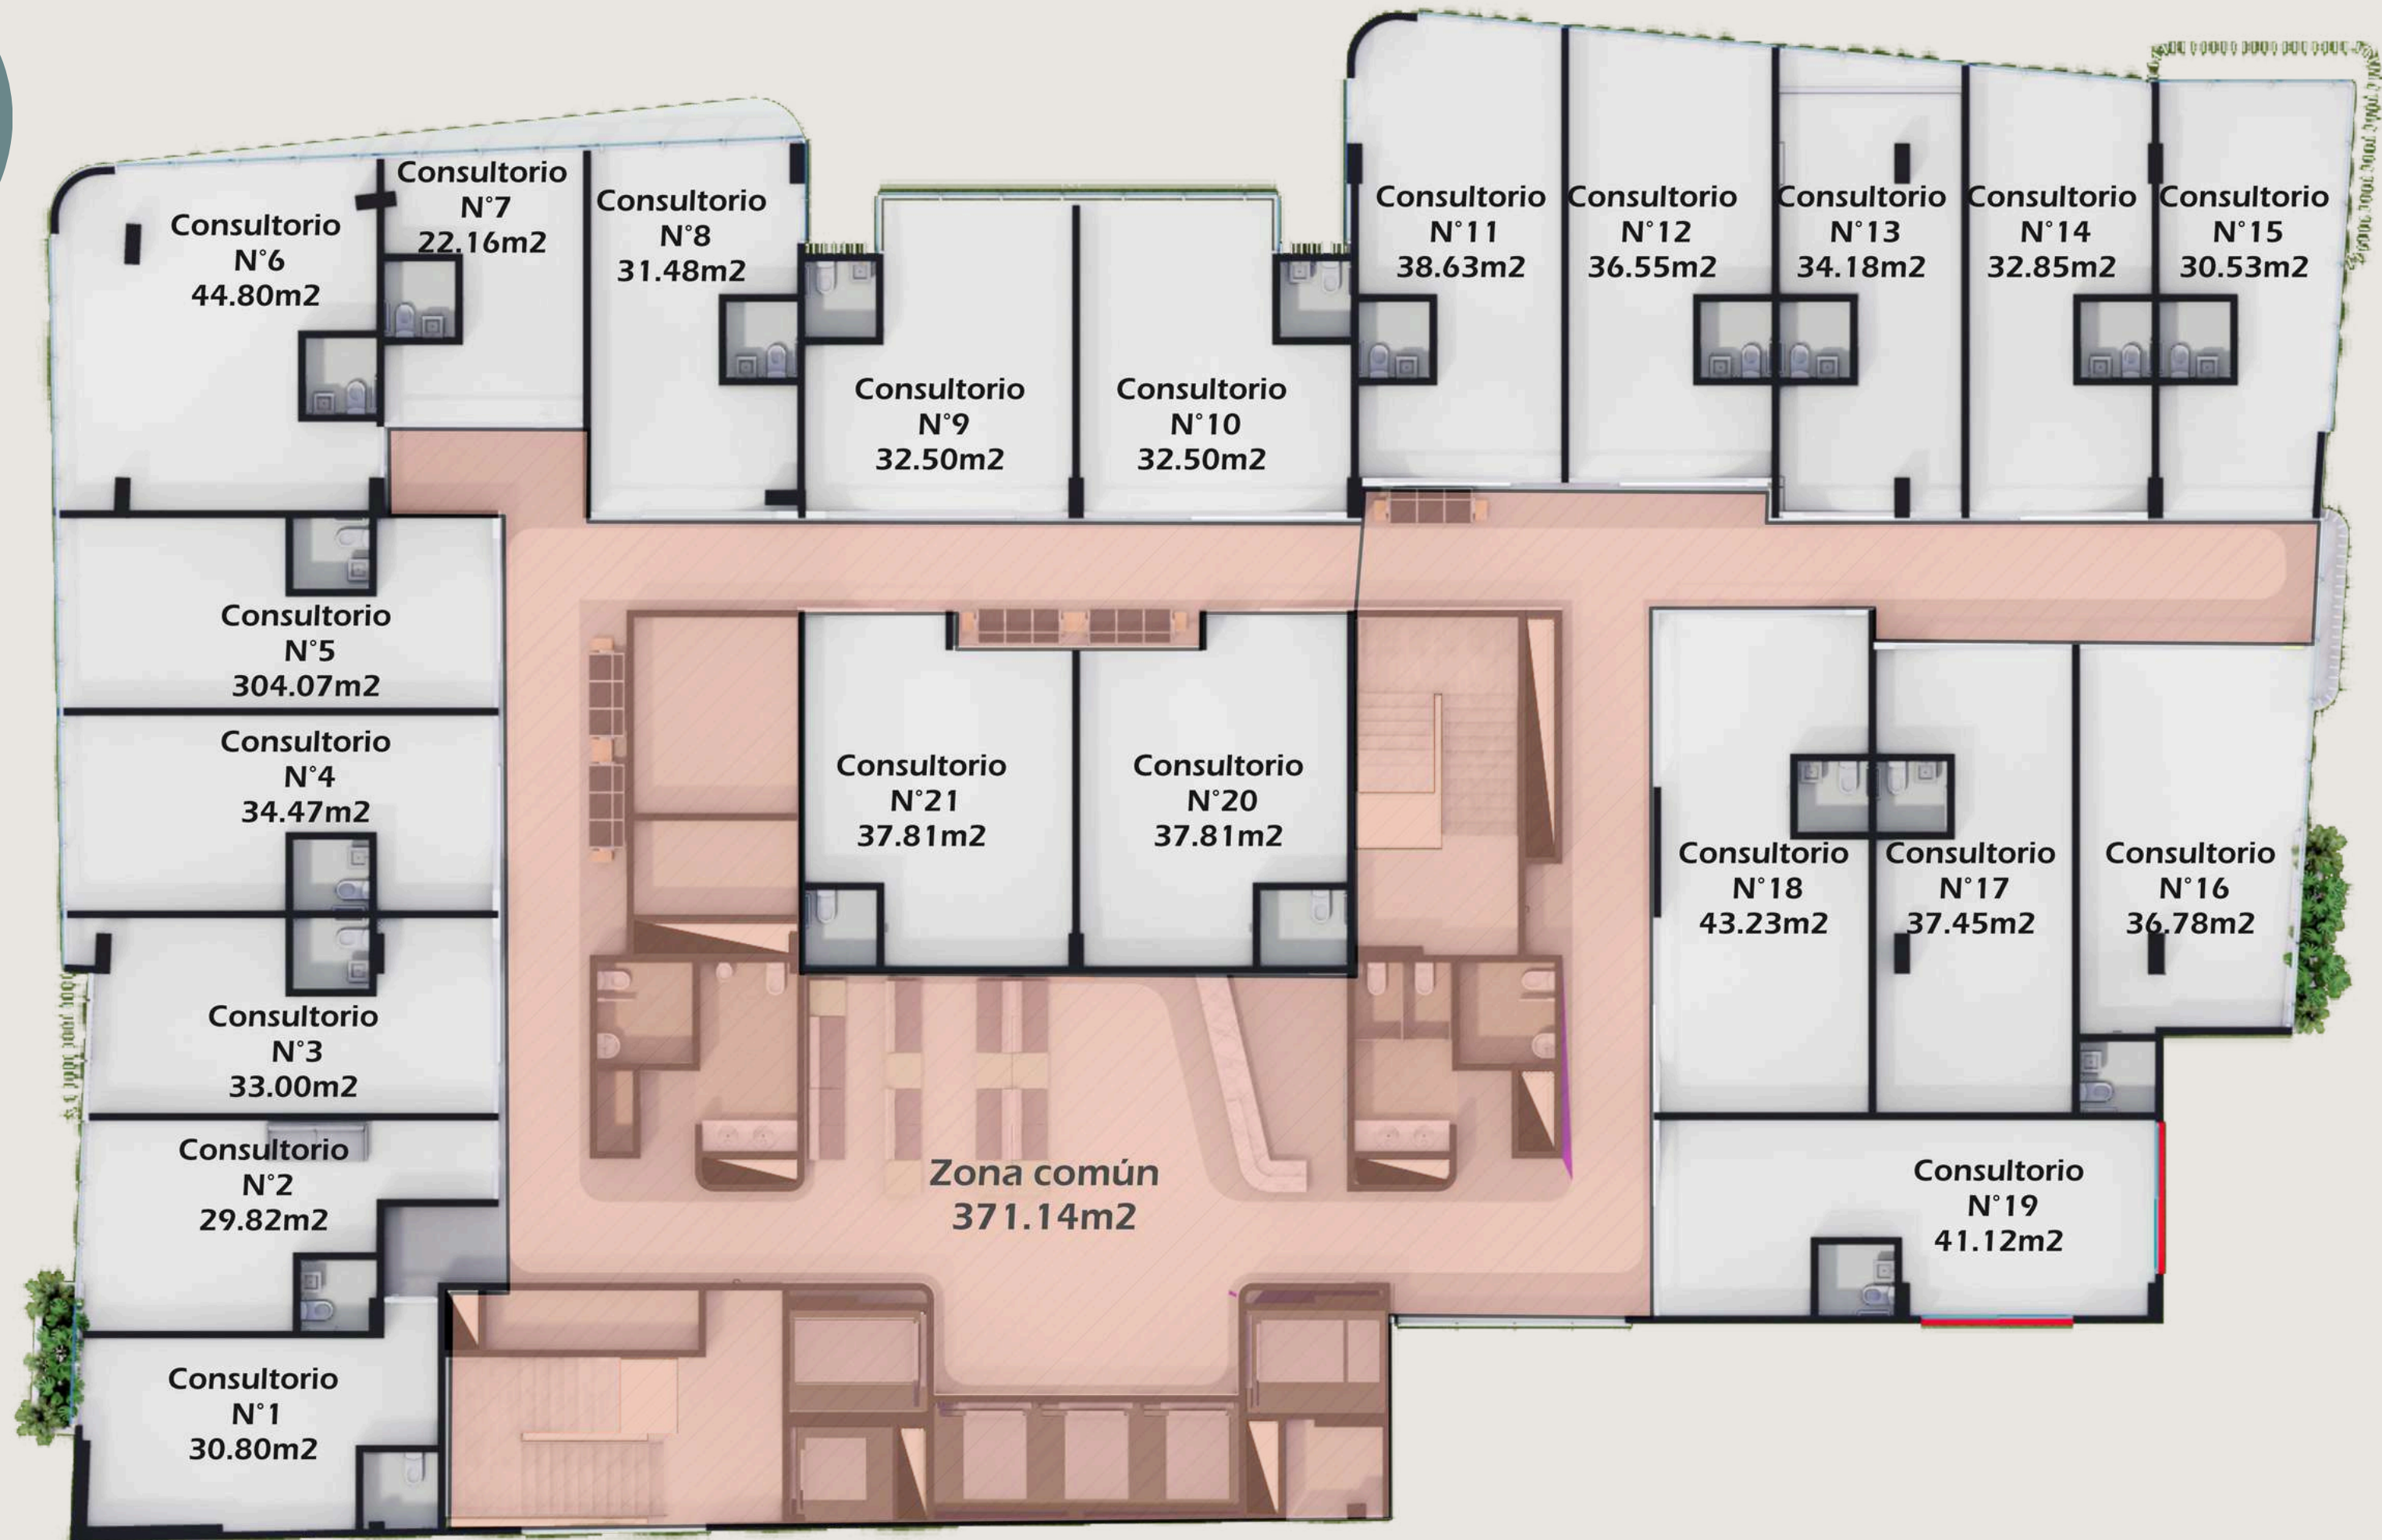 Consultorio
N°6
44.80m2
Consultorio
N°7
22.16m2
Consultorio
N°8
31.48m2
Consultorio
N°9
32.50m2
Consultorio
N°10
32.50m2
Consultorio
N°11
38.63m2
Consultorio
N°12
36.55m2
Consultorio
N°13
34.18m2
Consultorio
N°14
32.85m2
Consultorio
N°15
30.53m2
Consultorio
N°5
304.07m2
Consultorio
N°4
34.47m2
Consultorio
N°21
37.81m2
Consultorio
N°20
37.81m2
Consultorio
N°18
43.23m2
Consultorio
N°17
37.45m2
Consultorio
N°16
36.78m2
Consultorio
N°3
33.00m2
Consultorio
N°2
29.82m2
Zona común
371.14m2
Consultorio
N°19
41.12m2
Consultorio
N°1
30.80m2